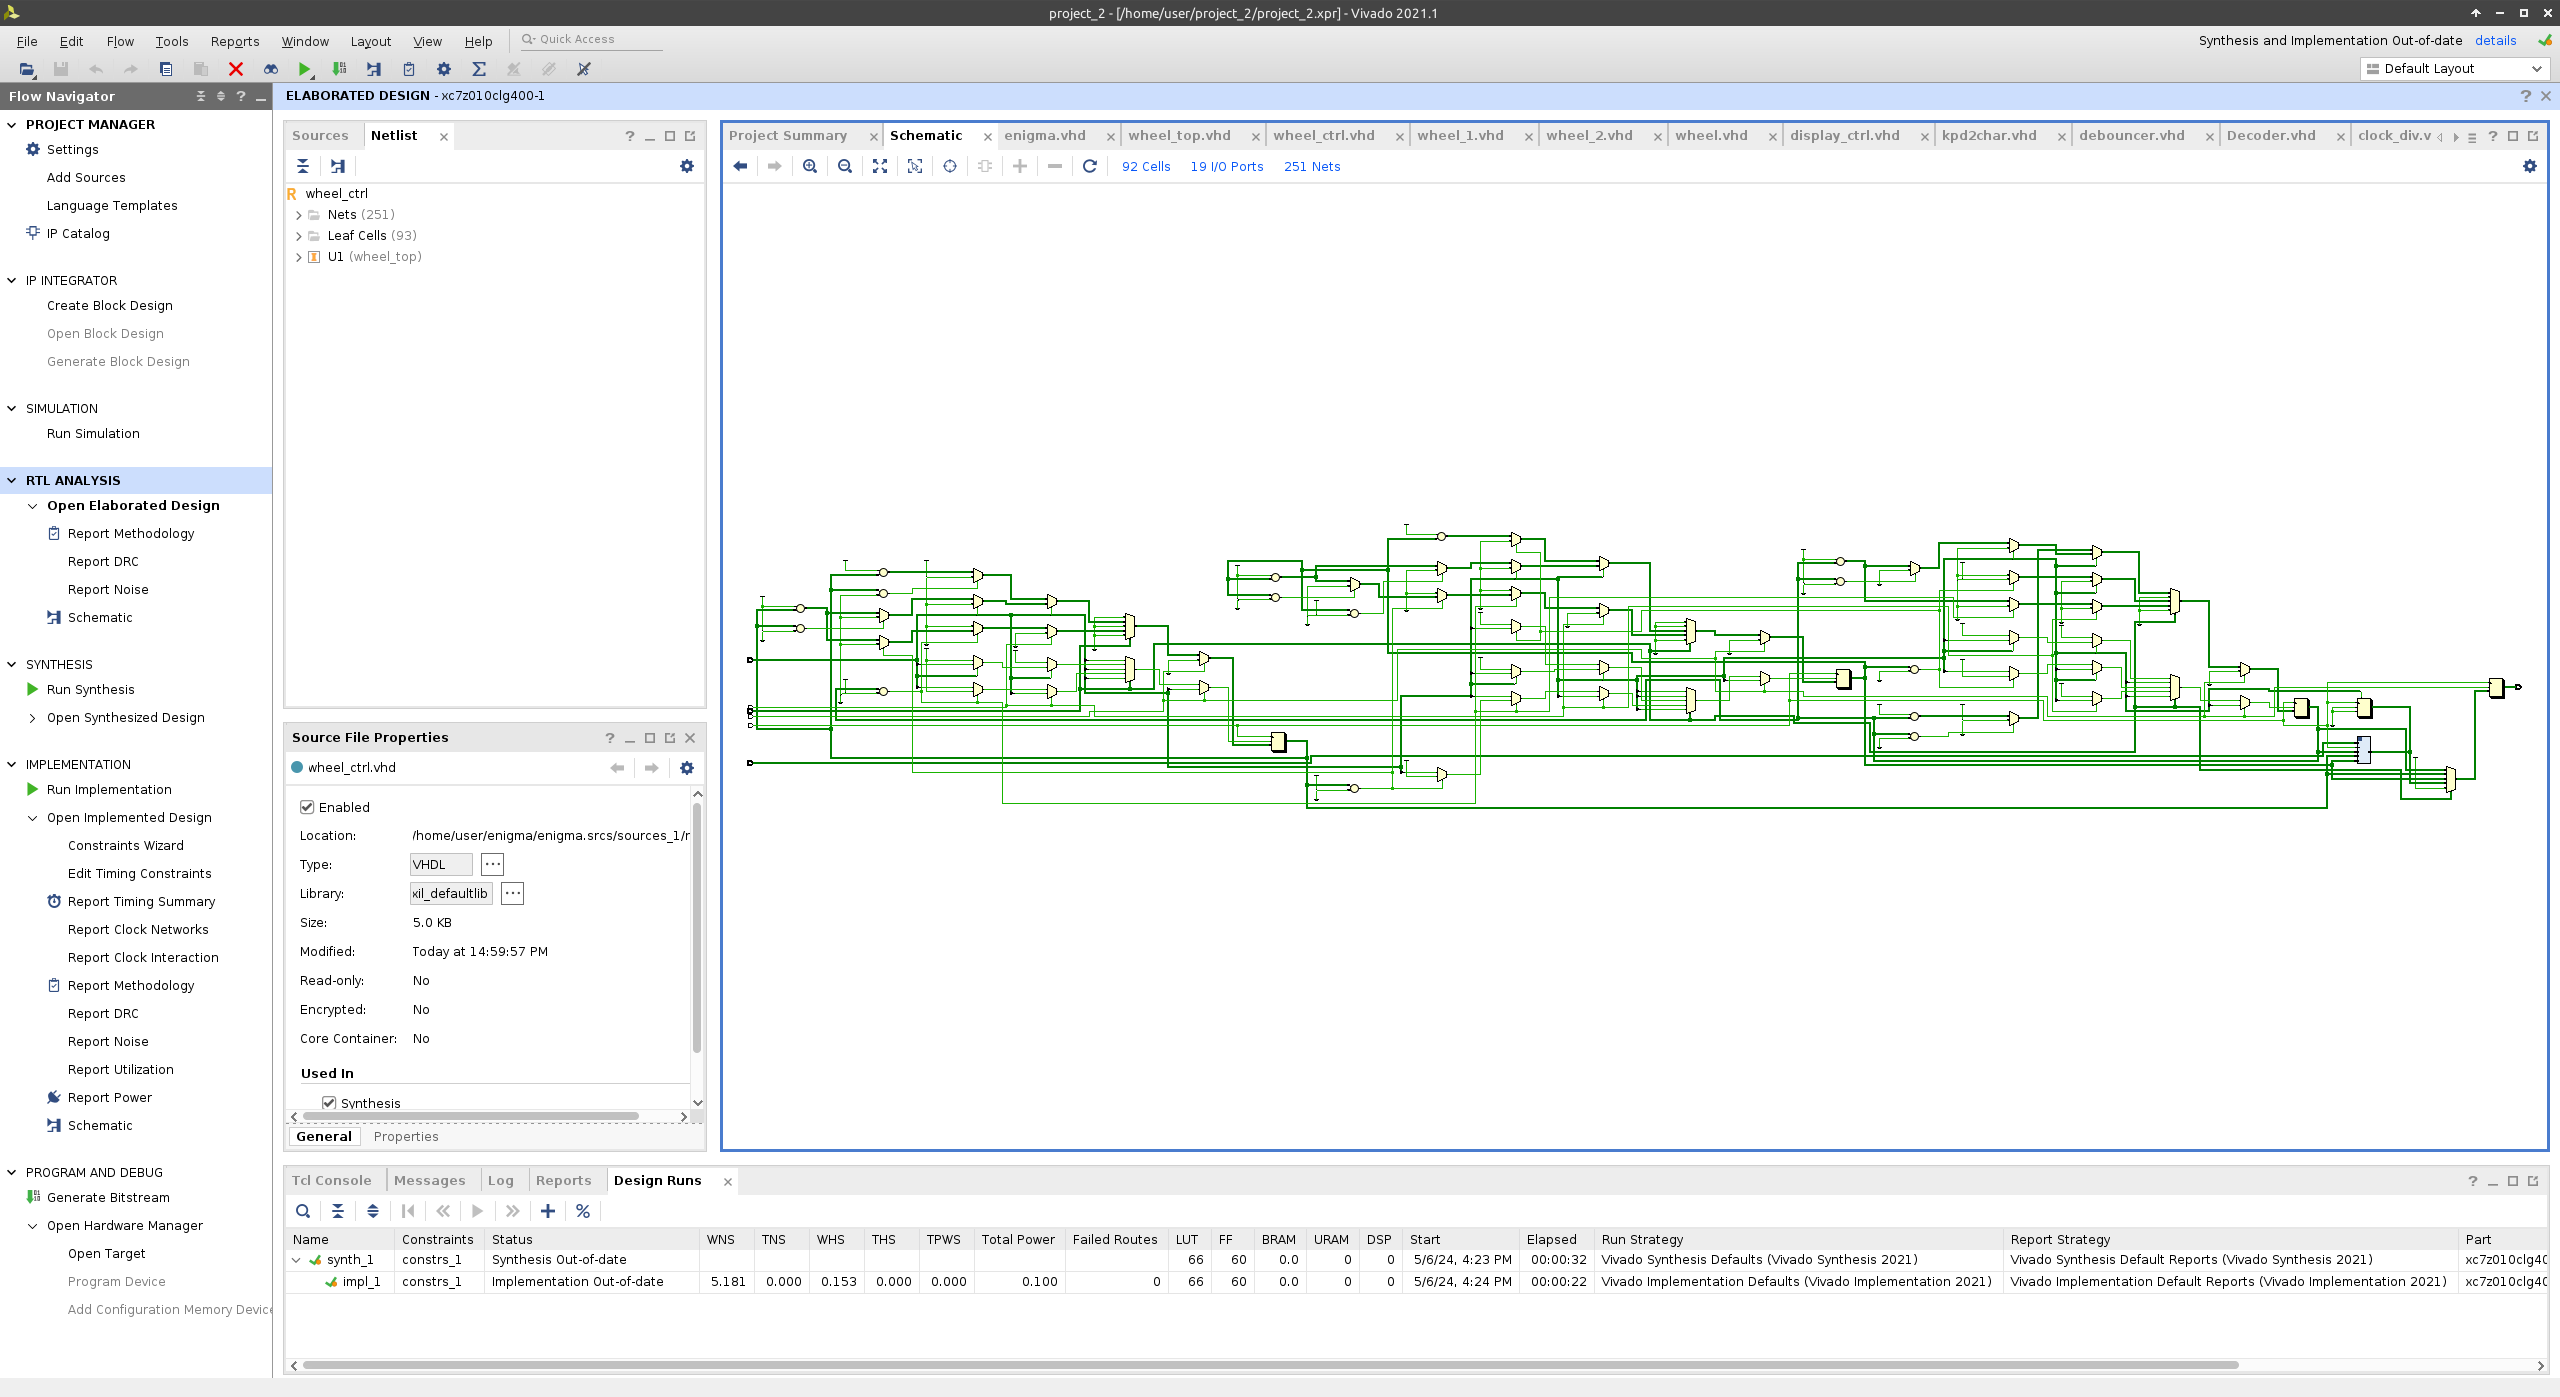 project_2 - [/home/user/project_2/project_2.xpr] - Vivado 2021.1
File Edit Flow Tools Reports Window Layout View Help Quick Access
Synthesis and Implementation Out-of-date details
Default Layout
Flow Navigator
PROJECT MANAGER
Settings
Add Sources
Language Templates
IP Catalog
IP INTEGRATOR
Create Block Design
Open Block Design
Generate Block Design
SIMULATION
Run Simulation
RTL ANALYSIS
Open Elaborated Design
Report Methodology
Report DRC
Report Noise
Schematic
SYNTHESIS
Run Synthesis
Open Synthesized Design
IMPLEMENTATION
Run Implementation
Open Implemented Design
Constraints Wizard
Edit Timing Constraints
Report Timing Summary
Report Clock Networks
Report Clock Interaction
Report Methodology
Report DRC
Report Noise
Report Utilization
Report Power
Schematic
PROGRAM AND DEBUG
Generate Bitstream
Open Hardware Manager
Open Target
Program Device
Add Configuration Memory Device
ELABORATED DESIGN - xc7z010clg400-1
Sources Netlist
wheel_ctrl
Nets (251)
Leaf Cells (93)
U1 (wheel_top)
Source File Properties
wheel_ctrl.vhd
Enabled
Location: /home/user/enigma/enigma.srcs/sources_1/r
Type: VHDL
Library: xil_defaultlib
Size: 5.0 KB
Modified: Today at 14:59:57 PM
Read-only: No
Encrypted: No
Core Container: No
Used In
Synthesis
General Properties
Project Summary Schematic enigma.vhd wheel_top.vhd wheel_ctrl.vhd wheel_1.vhd wheel_2.vhd wheel.vhd display_ctrl.vhd kpd2char.vhd debouncer.vhd Decoder.vhd clock_div.v
92 Cells 19 I/O Ports 251 Nets
Tcl Console Messages Log Reports Design Runs
Name Constraints Status WNS TNS WHS THS TPWS Total Power Failed Routes LUT FF BRAM URAM DSP Start Elapsed Run Strategy Report Strategy Part
synth_1 constrs_1 Synthesis Out-of-date 66 60 0.0 0 0 5/6/24, 4:23 PM 00:00:32 Vivado Synthesis Defaults (Vivado Synthesis 2021) Vivado Synthesis Default Reports (Vivado Synthesis 2021) xc7z010clg40
impl_1 constrs_1 Implementation Out-of-date 5.181 0.000 0.153 0.000 0.000 0.100 0 66 60 0.0 0 0 5/6/24, 4:24 PM 00:00:22 Vivado Implementation Defaults (Vivado Implementation 2021) Vivado Implementation Default Reports (Vivado Implementation 2021) xc7z010clg40